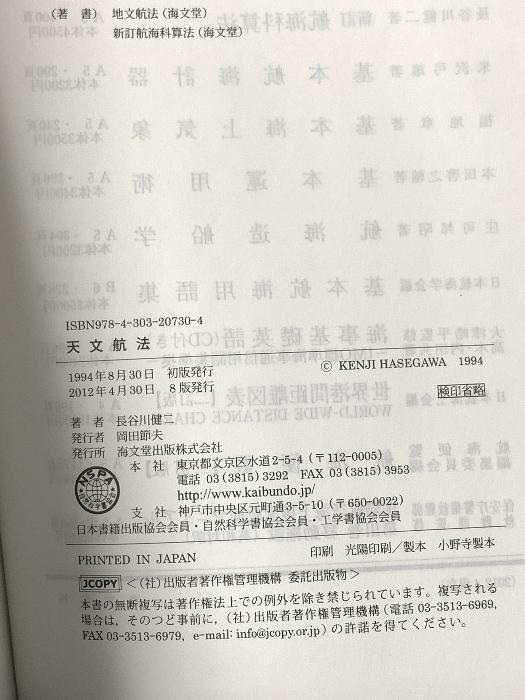 (著 書) 地文航法(海文堂)
新訂航海科算法(海文堂)
ISBN978-4-303-20730-4
天文航法
1994年8月30日 初版発行
© KENJI HASEGAWA 1994
2012年4月30日 8版発行
検印省略
著者 長谷川健二
発行者 岡田節夫
発行所 海文堂出版株式会社
本社 東京都文京区水道2-5-4(〒112-0005)
電話 03(3815)3292 FAX 03(3815)3953
http://www.kaibundo.jp/
支社 神戸市中央区元町通3-5-10(〒650-0022)
NSPA
日本書籍出版協会会員・自然科学書協会会員・工学書協会会員
PRINTED IN JAPAN
印刷 光陽印刷/製本 小野寺製本
JCOPY <(社)出版者著作権管理機構 委託出版物>
本書の無断複写は著作権法上での例外を除き禁じられています。複写される
場合は、そのつど事前に、(社)出版者著作権管理機構(電話 03-3513-6969,
FAX 03-3513-6979, e-mail: info@jcopy.or.jp)の許諾を得てください。